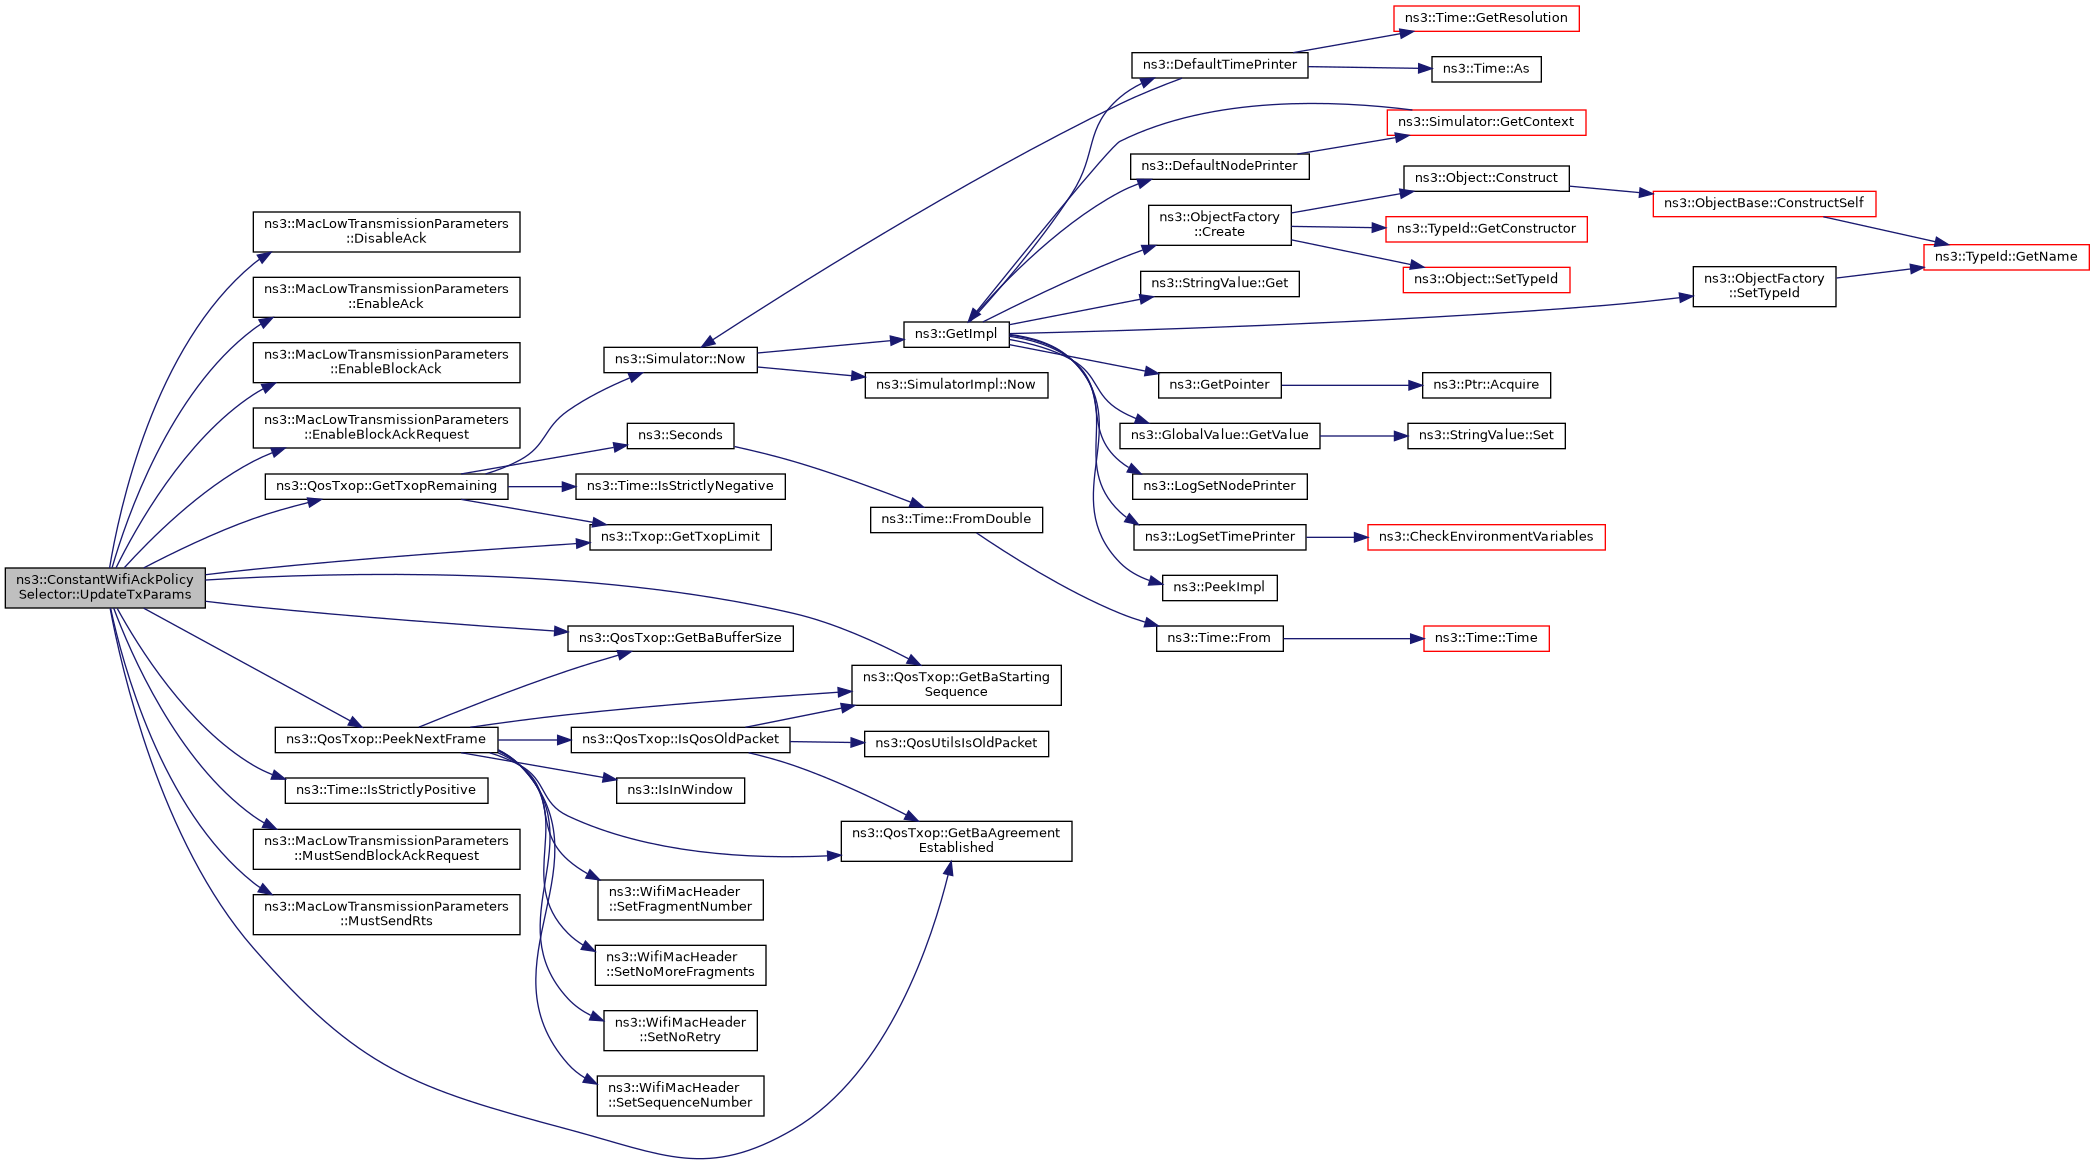 ns3::ConstantWifiAckPolicy
Selector::UpdateTxParams
ns3::MacLowTransmissionParameters
::DisableAck
ns3::MacLowTransmissionParameters
::EnableAck
ns3::MacLowTransmissionParameters
::EnableBlockAck
ns3::MacLowTransmissionParameters
::EnableBlockAckRequest
ns3::QosTxop::GetTxopRemaining
ns3::QosTxop::PeekNextFrame
ns3::Time::IsStrictlyPositive
ns3::MacLowTransmissionParameters
::MustSendBlockAckRequest
ns3::MacLowTransmissionParameters
::MustSendRts
ns3::Simulator::Now
ns3::Seconds
ns3::Time::IsStrictlyNegative
ns3::Txop::GetTxopLimit
ns3::QosTxop::GetBaBufferSize
ns3::QosTxop::IsQosOldPacket
ns3::IsInWindow
ns3::WifiMacHeader
::SetFragmentNumber
ns3::WifiMacHeader
::SetNoMoreFragments
ns3::WifiMacHeader
::SetNoRetry
ns3::WifiMacHeader
::SetSequenceNumber
ns3::GetImpl
ns3::SimulatorImpl::Now
ns3::Time::FromDouble
ns3::QosTxop::GetBaStarting
Sequence
ns3::QosUtilsIsOldPacket
ns3::QosTxop::GetBaAgreement
Established
ns3::DefaultTimePrinter
ns3::DefaultNodePrinter
ns3::ObjectFactory
::Create
ns3::StringValue::Get
ns3::GetPointer
ns3::GlobalValue::GetValue
ns3::LogSetNodePrinter
ns3::LogSetTimePrinter
ns3::PeekImpl
ns3::Time::From
ns3::Time::GetResolution
ns3::Time::As
ns3::Simulator::GetContext
ns3::Object::Construct
ns3::TypeId::GetConstructor
ns3::Object::SetTypeId
ns3::Ptr::Acquire
ns3::StringValue::Set
ns3::CheckEnvironmentVariables
ns3::Time::Time
ns3::ObjectBase::ConstructSelf
ns3::ObjectFactory
::SetTypeId
ns3::TypeId::GetName